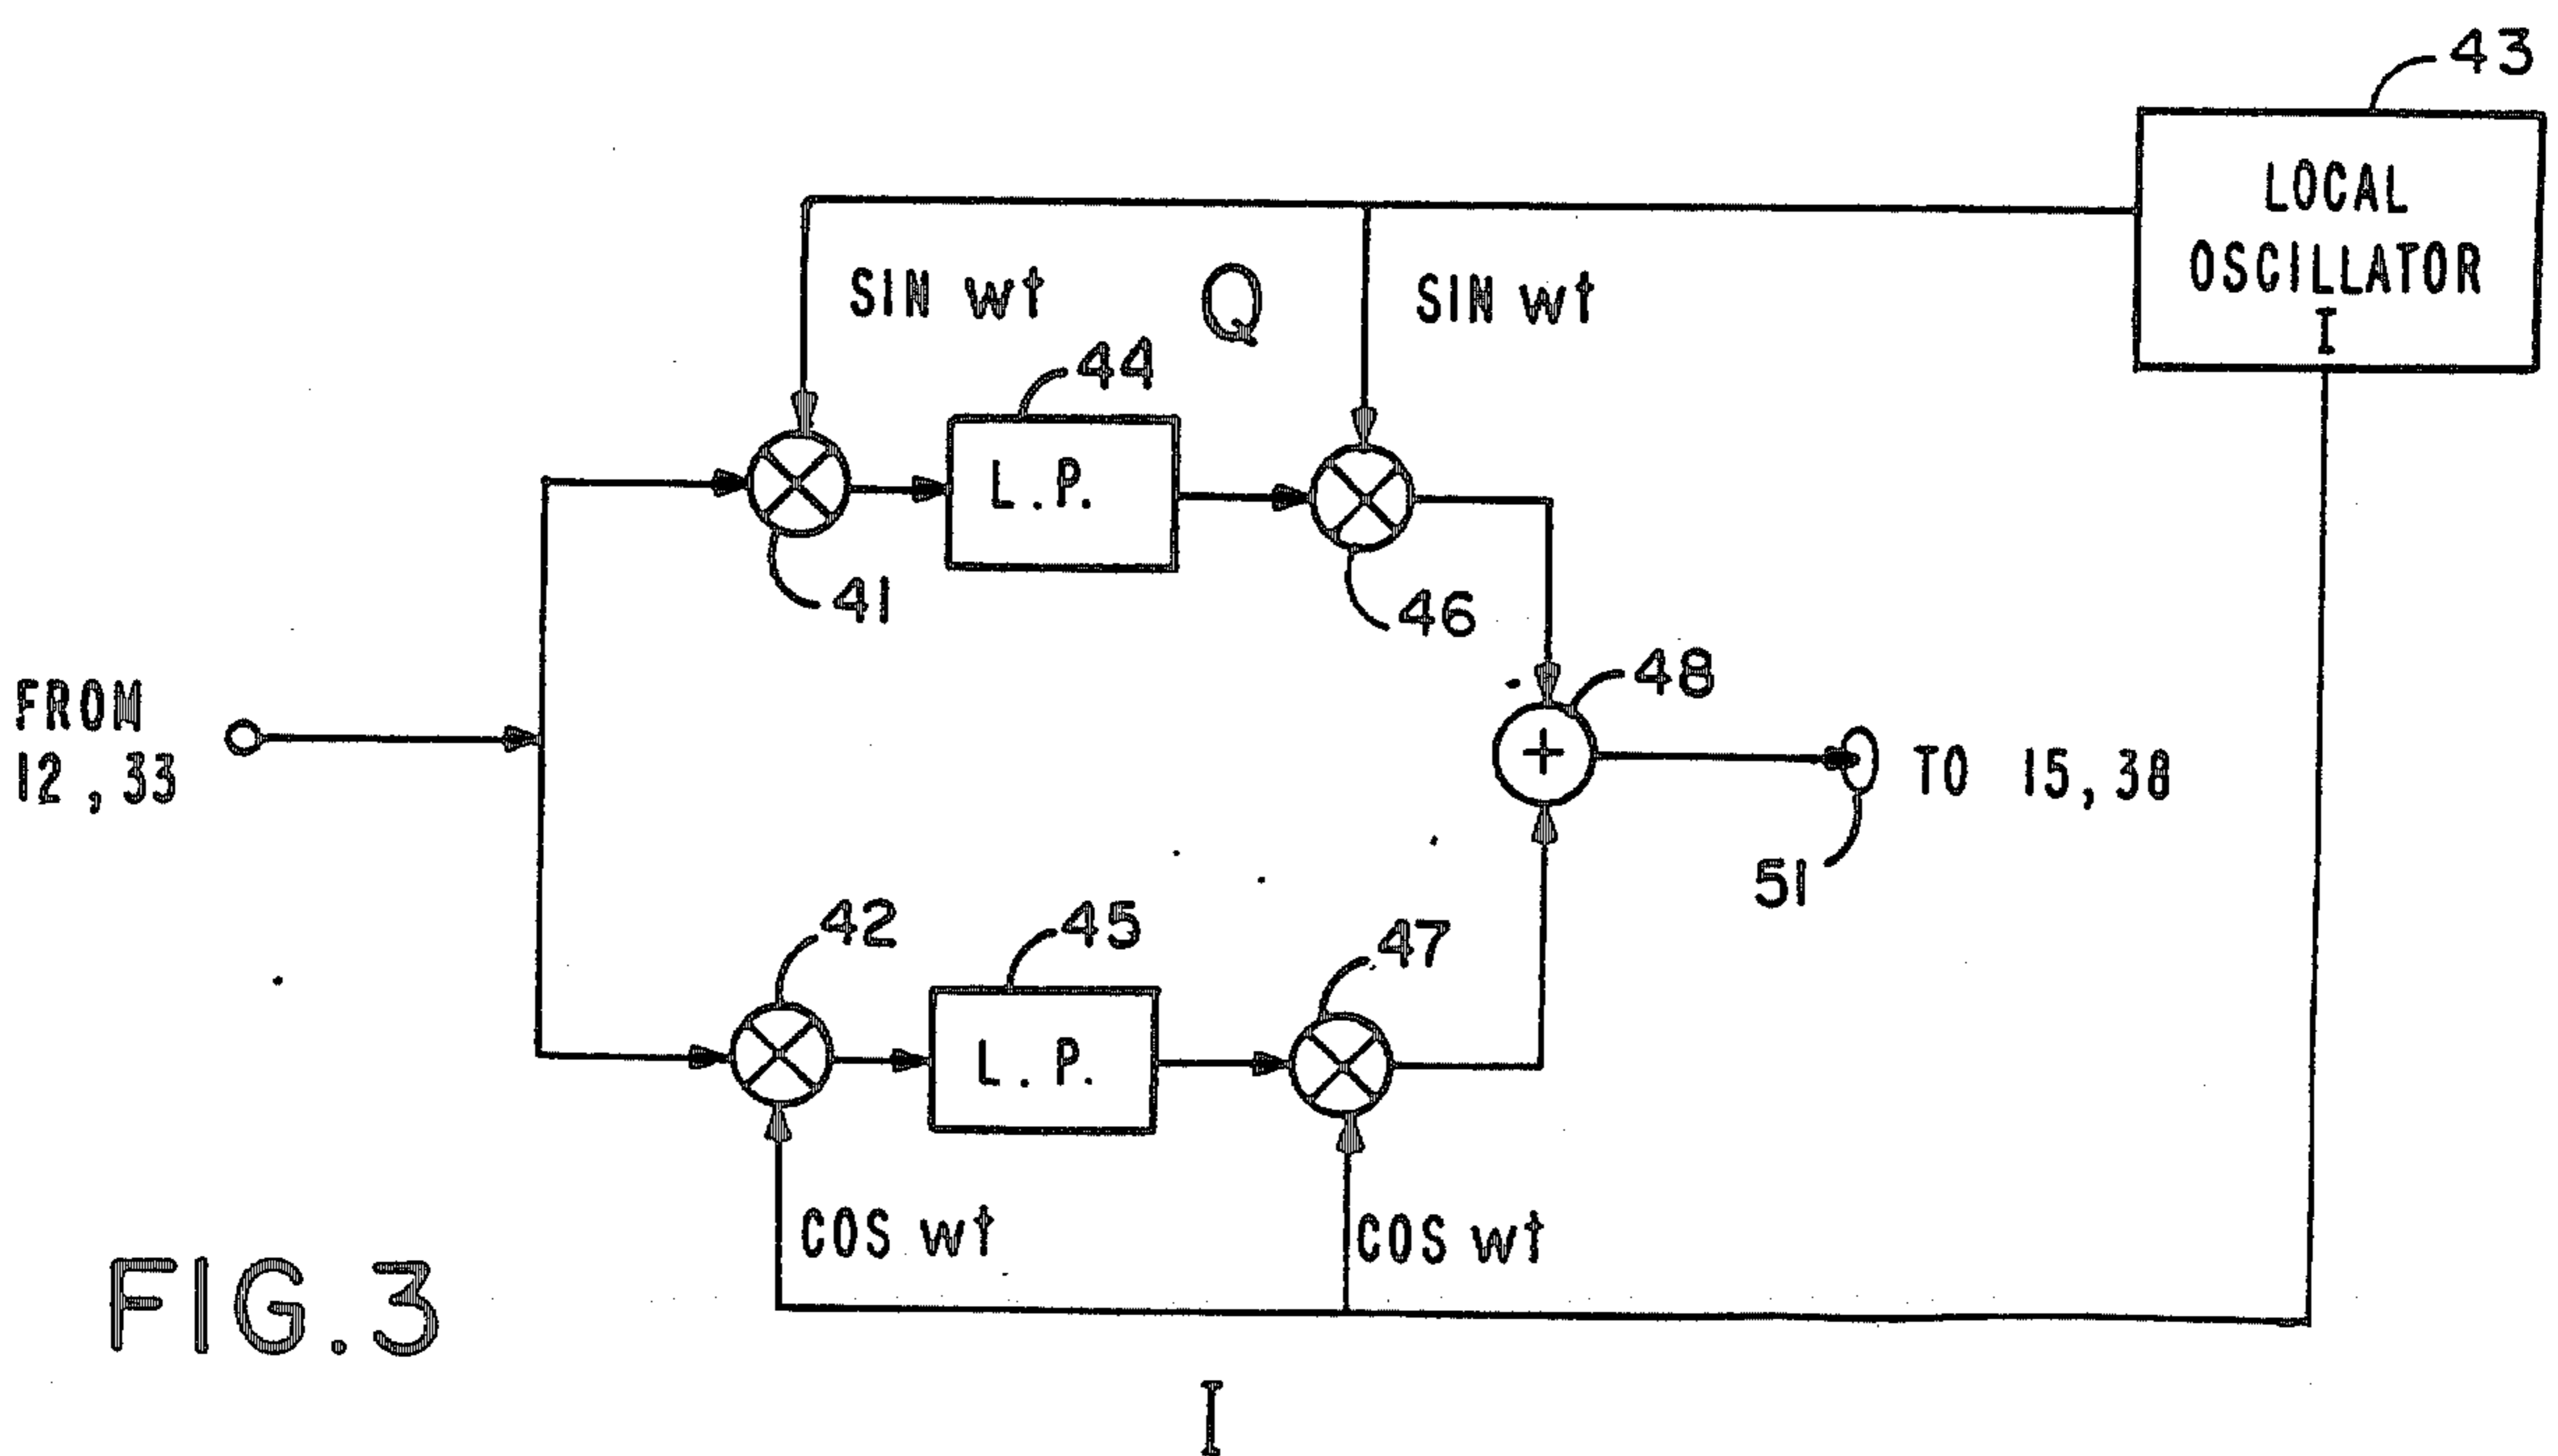 43
LOCAL
OSCILLATOR
I
SIN wt
Q
SIN wt
44
L.P.
41
46
FROM
12, 33
48
TO 15, 38
51
42
45
47
L.P.
COS wt
COS wt
FIG.3
I